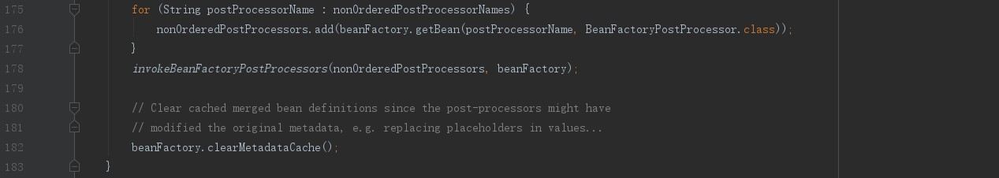 175 for (String postProcessorName : nonOrderedPostProcessorNames) {
176 nonOrderedPostProcessors.add(beanFactory.getBean(postProcessorName, BeanFactoryPostProcessor.class));
177 }
178 invokeBeanFactoryPostProcessors(nonOrderedPostProcessors, beanFactory);
179
180 // Clear cached merged bean definitions since the post-processors might have
181 // modified the original metadata, e.g. replacing placeholders in values...
182 beanFactory.clearMetadataCache();
183 }